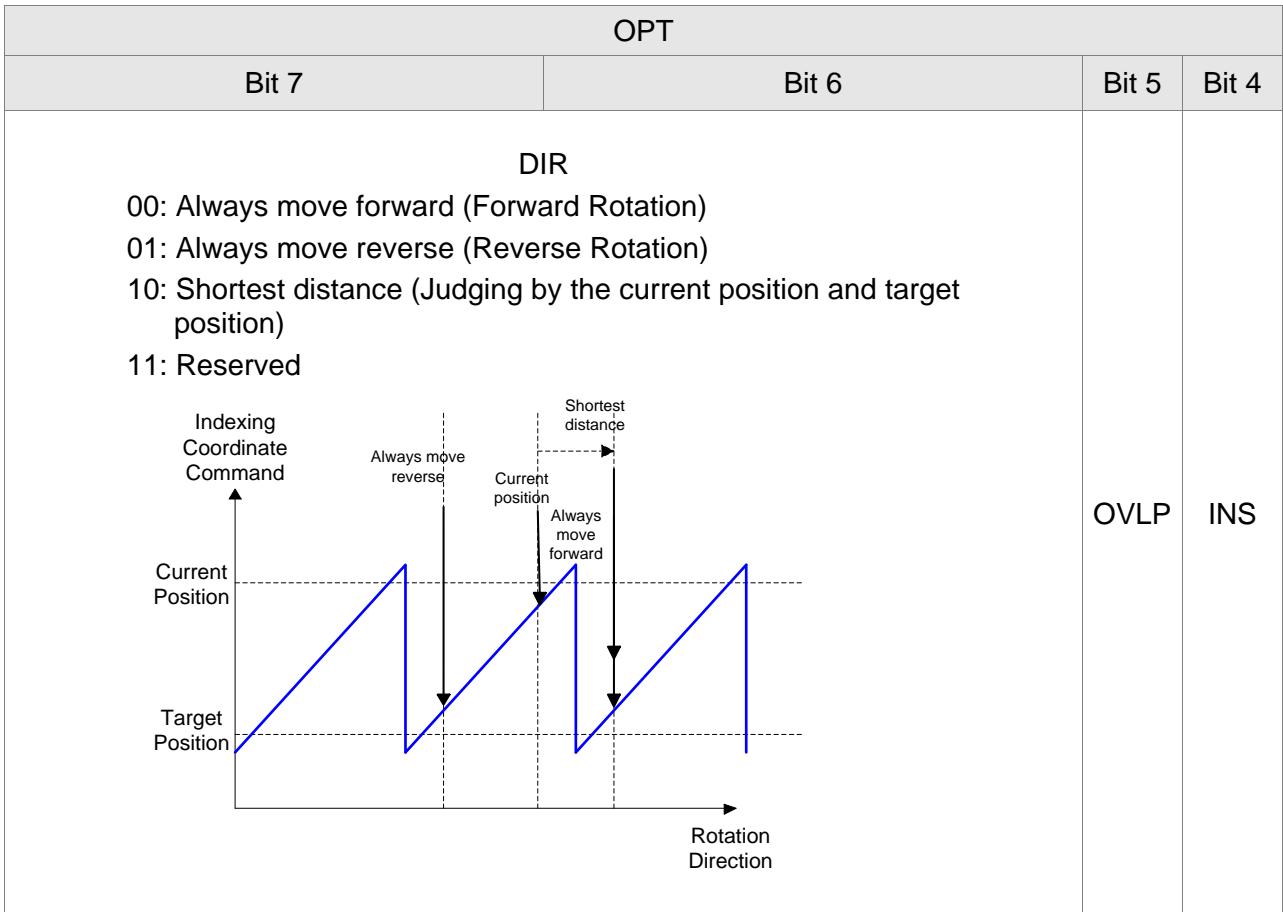 OPT
Bit 7
Bit 6
Bit 5
Bit 4
DIR
00: Always move forward (Forward Rotation)
01: Always move reverse (Reverse Rotation)
10: Shortest distance (Judging by the current position and target
position)
11: Reserved
Indexing
Coordinate
Command
Always move
reverse
Current
position
Shortest
distance
Always
move
forward
Current
Position
Target
Position
Rotation
Direction
OVLP
INS